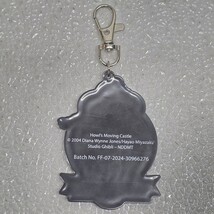 Howl's Moving Castle
© 2004 Diana Wynne Jones/Hayao Miyazaki/
Studio Ghibli - NDDMT
Batch No. FF-07-2024-30966276